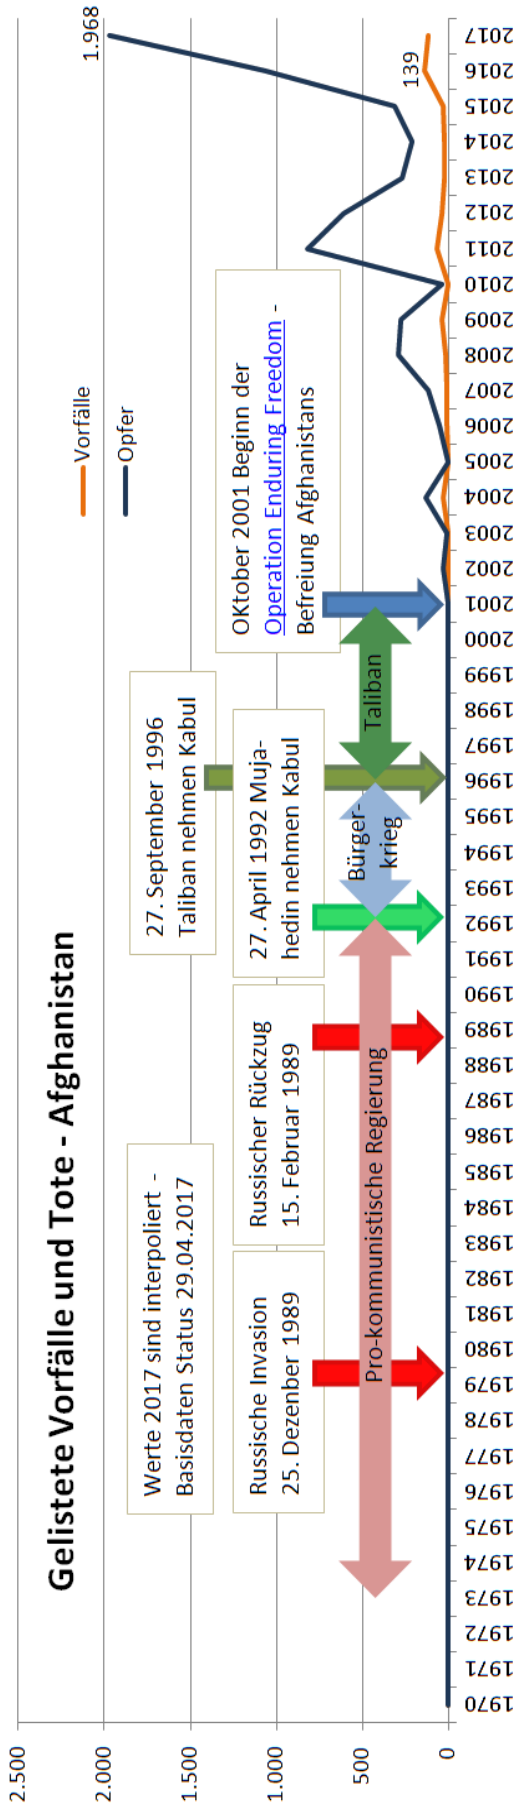 Gelistete Vorfälle und Tote - Afghanistan
2.500
2.000
1.500
1.000
500
0
Werte 2017 sind interpoliert -
Basisdaten Status 29.04.2017
27. September 1996
Taliban nehmen Kabul
Vorfälle
Opfer
1.968
139
Russische Invasion
25. Dezenber 1989
Russischer Rückzug
15. Februar 1989
27. April 1992 Muja-
hedin nehmen Kabul
OKtober 2001 Beginn der
Operation Enduring Freedom -
Befreiung Afghanistans
Pro-kommunistische Regierung
Bürger-
krieg
Taliban
1970
1971
1972
1973
1974
1975
1976
1977
1978
1979
1980
1981
1982
1983
1984
1985
1986
1987
1988
1989
1990
1991
1992
1993
1994
1995
1996
1997
1998
1999
2000
2001
2002
2003
2004
2005
2006
2007
2008
2009
2010
2011
2012
2013
2014
2015
2016
2017